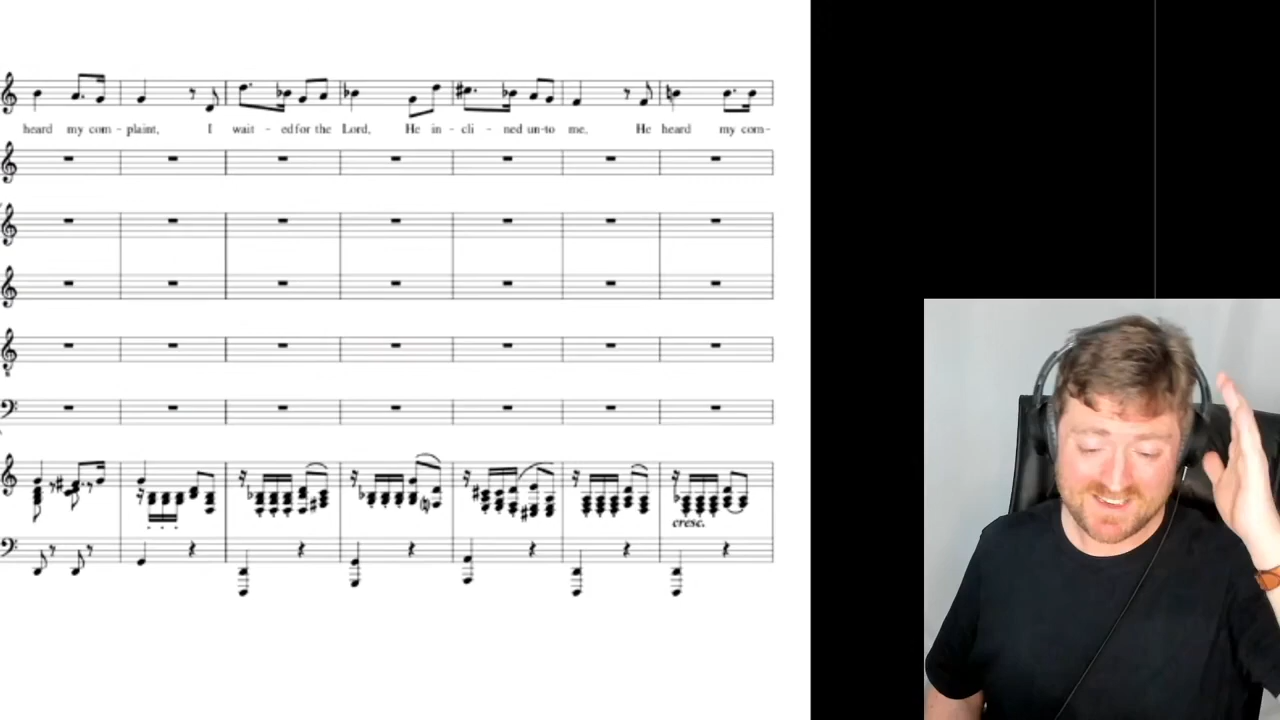 heard my com - plaint, I wait - ed for the Lord, He in - cli - ned un-to me, He heard my com-
cresc.